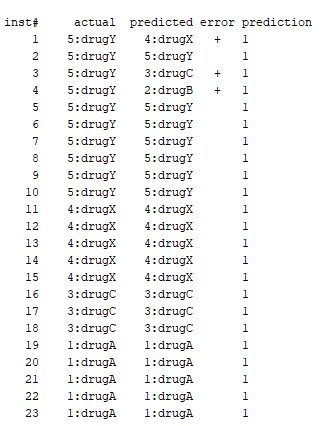 inst# actual predicted error prediction
1 5:drugY 4:drugX + 1
2 5:drugY 5:drugY 1
3 5:drugY 3:drugC + 1
4 5:drugY 2:drugB + 1
5 5:drugY 5:drugY 1
6 5:drugY 5:drugY 1
7 5:drugY 5:drugY 1
8 5:drugY 5:drugY 1
9 5:drugY 5:drugY 1
10 5:drugY 5:drugY 1
11 4:drugX 4:drugX 1
12 4:drugX 4:drugX 1
13 4:drugX 4:drugX 1
14 4:drugX 4:drugX 1
15 4:drugX 4:drugX 1
16 3:drugC 3:drugC 1
17 3:drugC 3:drugC 1
18 3:drugC 3:drugC 1
19 1:drugA 1:drugA 1
20 1:drugA 1:drugA 1
21 1:drugA 1:drugA 1
22 1:drugA 1:drugA 1
23 1:drugA 1:drugA 1